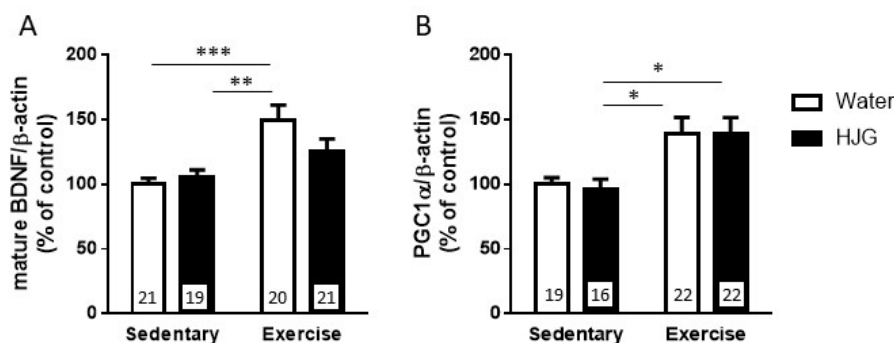 A
mature BDNF/β-actin
(% of control)
200
150
100
50
0
***
**
21
19
20
21
Sedentary
Exercise
B
PGC1α/β-actin
(% of control)
200
150
100
50
0
*
*
19
16
22
22
Sedentary
Exercise
Water
HJG